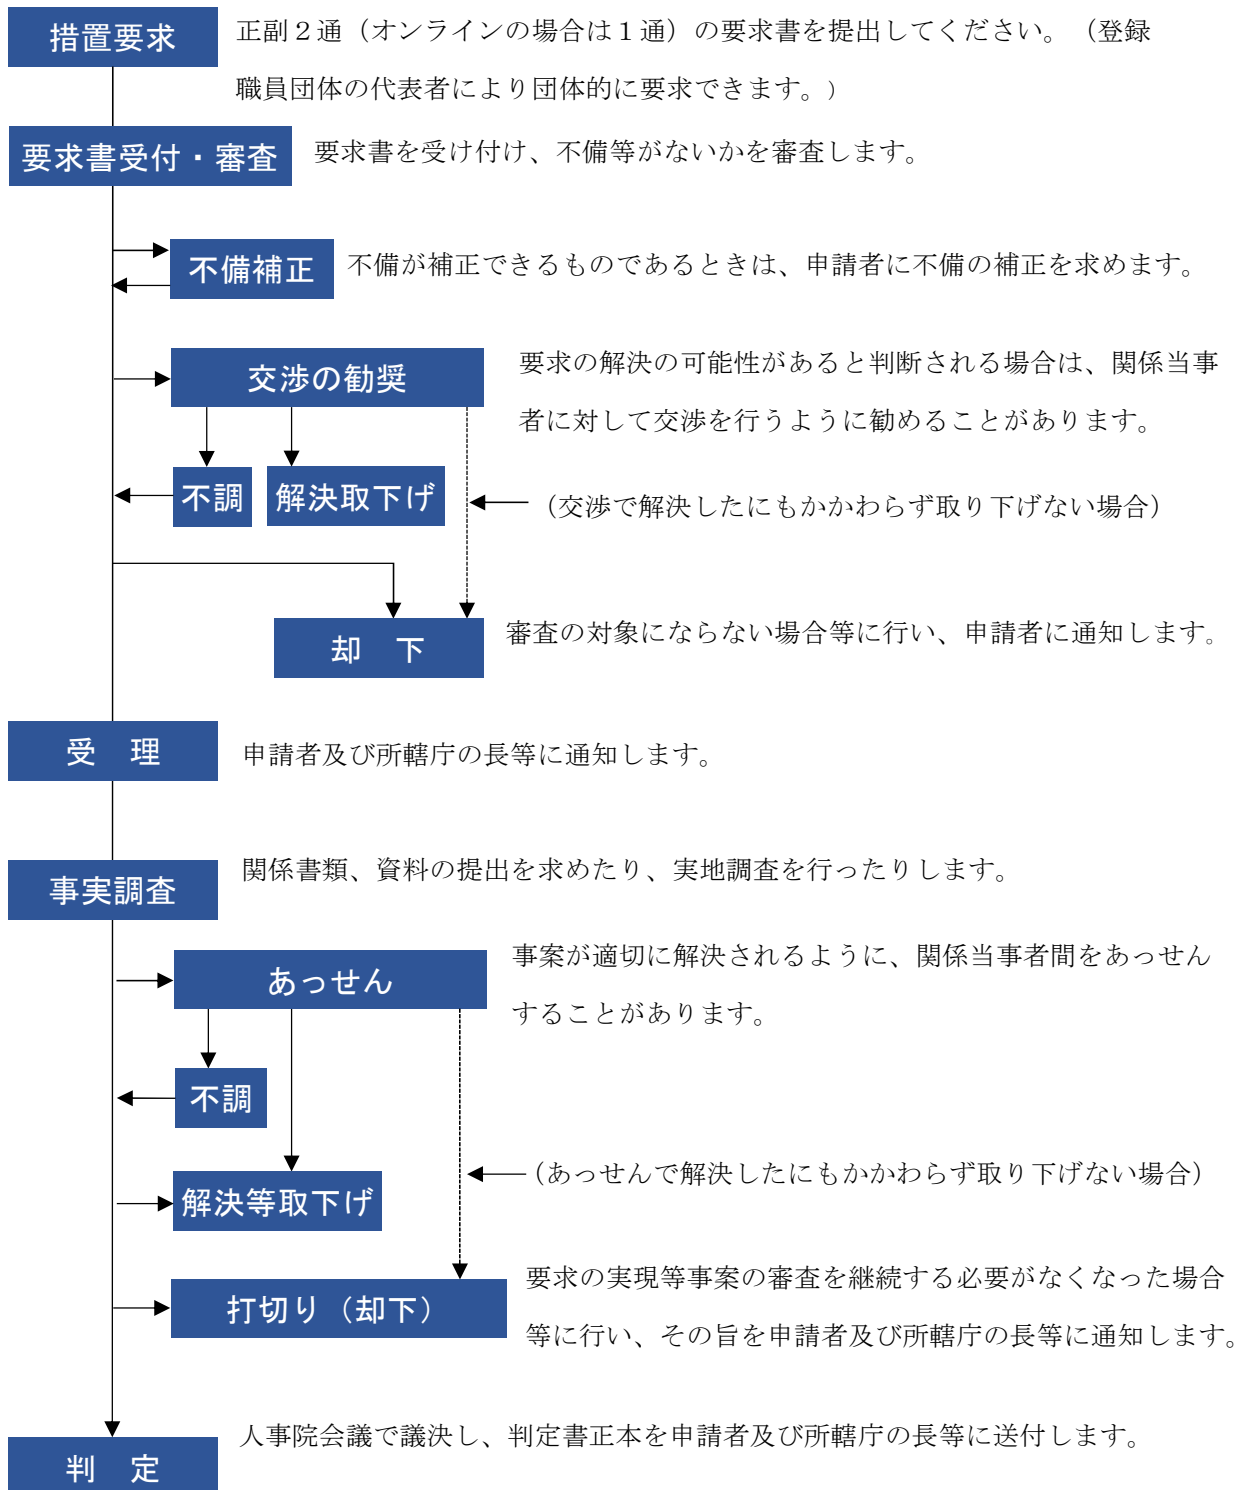 措置要求
正副２通（オンラインの場合は１通）の要求書を提出してください。（登録
職員団体の代表者により団体的に要求できます。）
要求書受付・審査
要求書を受け付け、不備等がないかを審査します。
不備補正
不備が補正できるものであるときは、申請者に不備の補正を求めます。
交渉の勧奨
要求の解決の可能性があると判断される場合は、関係当事
者に対して交渉を行うように勧めることがあります。
不調
解決取下げ
（交渉で解決したにもかかわらず取り下げない場合）
却　下
審査の対象にならない場合等に行い、申請者に通知します。
受　理
申請者及び所轄庁の長等に通知します。
事実調査
関係書類、資料の提出を求めたり、実地調査を行ったりします。
あっせん
事案が適切に解決されるように、関係当事者間をあっせん
することがあります。
不調
（あっせんで解決したにもかかわらず取り下げない場合）
解決等取下げ
打切り（却下）
要求の実現等事案の審査を継続する必要がなくなった場合
等に行い、その旨を申請者及び所轄庁の長等に通知します。
判　定
人事院会議で議決し、判定書正本を申請者及び所轄庁の長等に送付します。